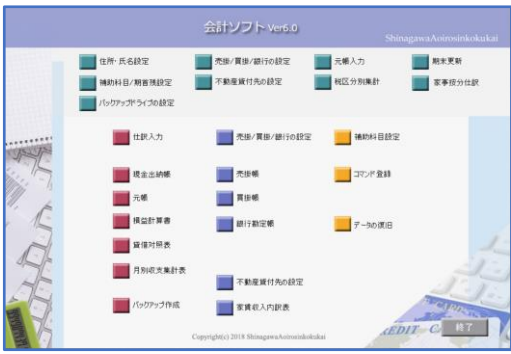 会計ソフト Ver6.0
ShinagawaAoirosinkokukai
住所・氏名設定 売掛/買掛/銀行の設定 元帳入力 期末更新
補助科目/期首残設定 不動産貸付先の設定 税区分別集計 家事按分仕訳
バックアップドライブの設定
仕訳入力 売掛/買掛/銀行の設定 補助科目設定
現金出納帳 売掛帳 コマンド登録
元帳 買掛帳
損益計算書 銀行勘定帳 データの復旧
貸借対照表
月別収支集計表
不動産貸付先の設定
バックアップ作成 家賃収入内訳表
Copyright(c) 2018 ShinagawaAoirosinkokukai
EDIT CA
終了